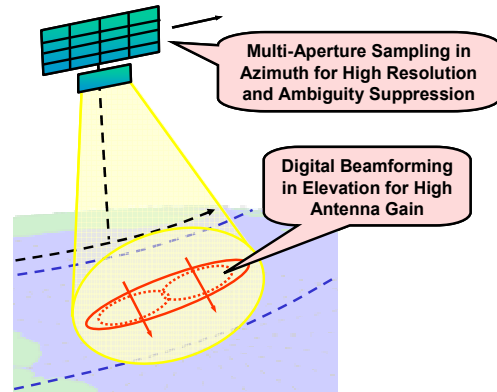 Multi-Aperture Sampling in
Azimuth for High Resolution
and Ambiguity Suppression
Digital Beamforming
in Elevation for High
Antenna Gain